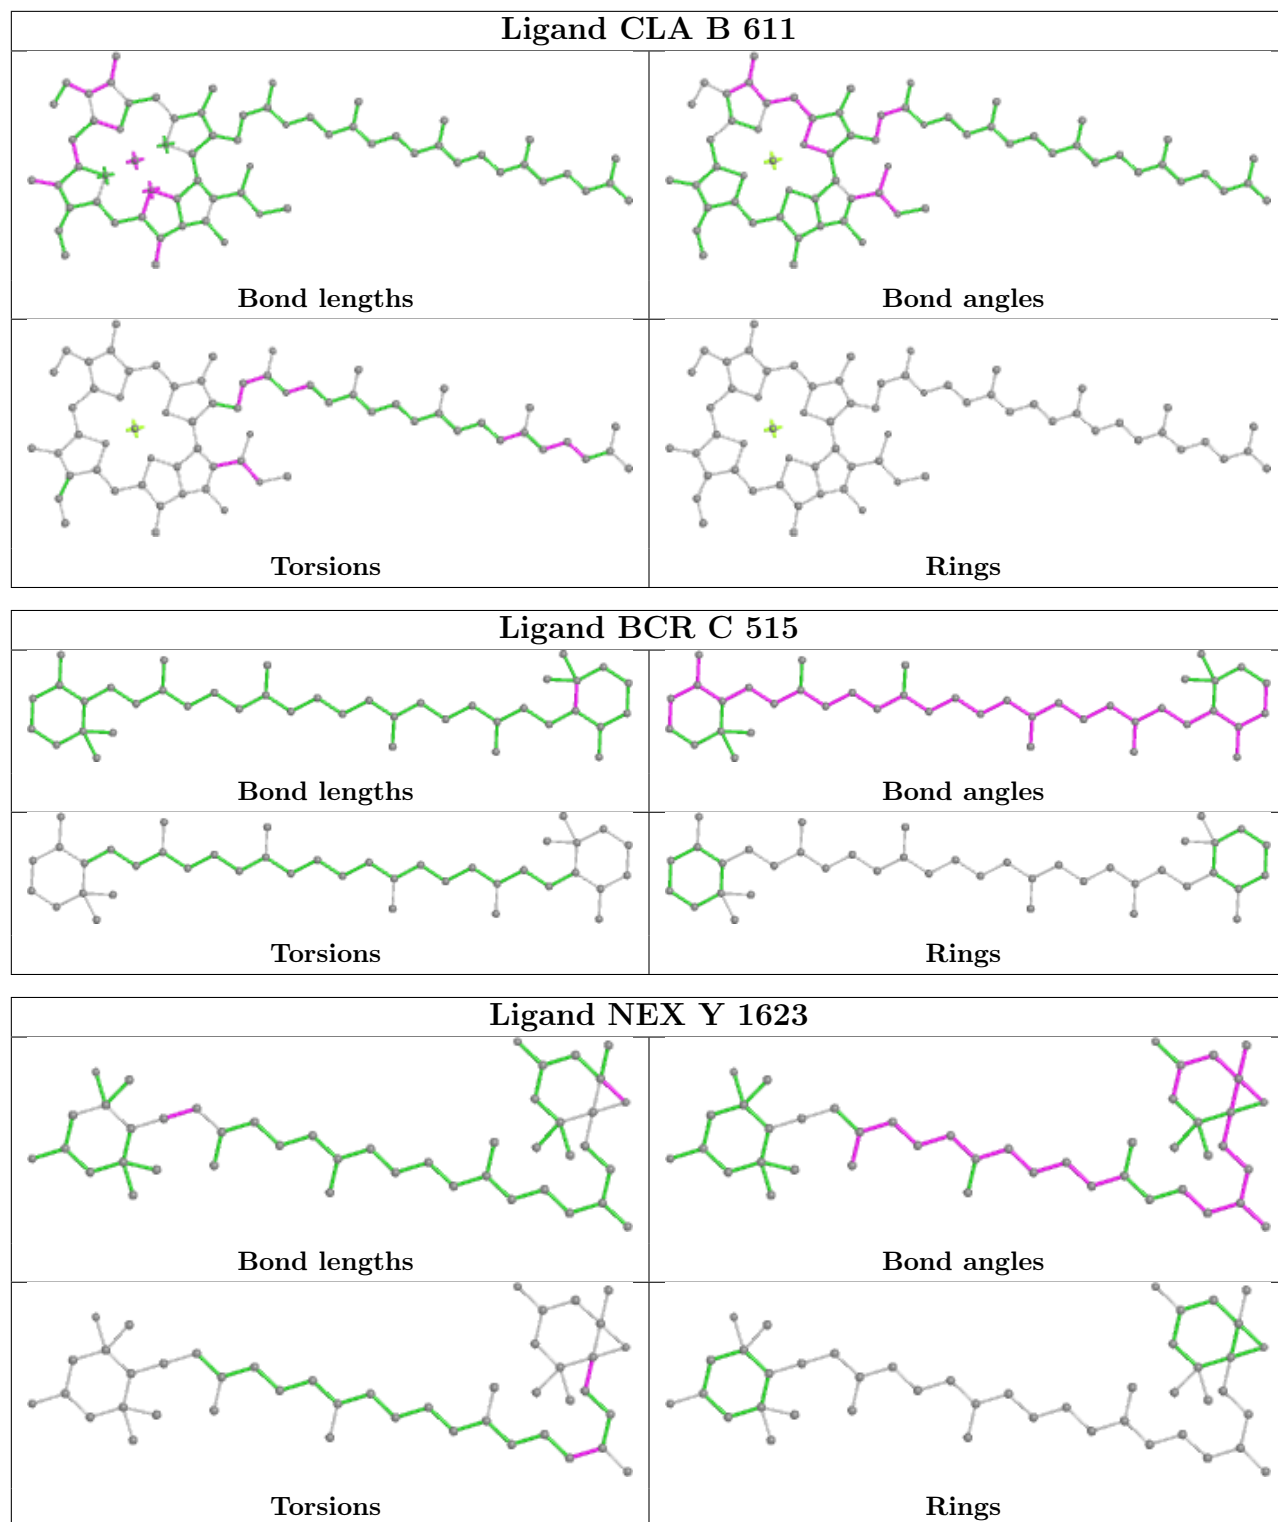 Ligand CLA B 611
Bond lengths
Bond angles
Torsions
Rings
Ligand BCR C 515
Bond lengths
Bond angles
Torsions
Rings
Ligand NEX Y 1623
Bond lengths
Bond angles
Torsions
Rings